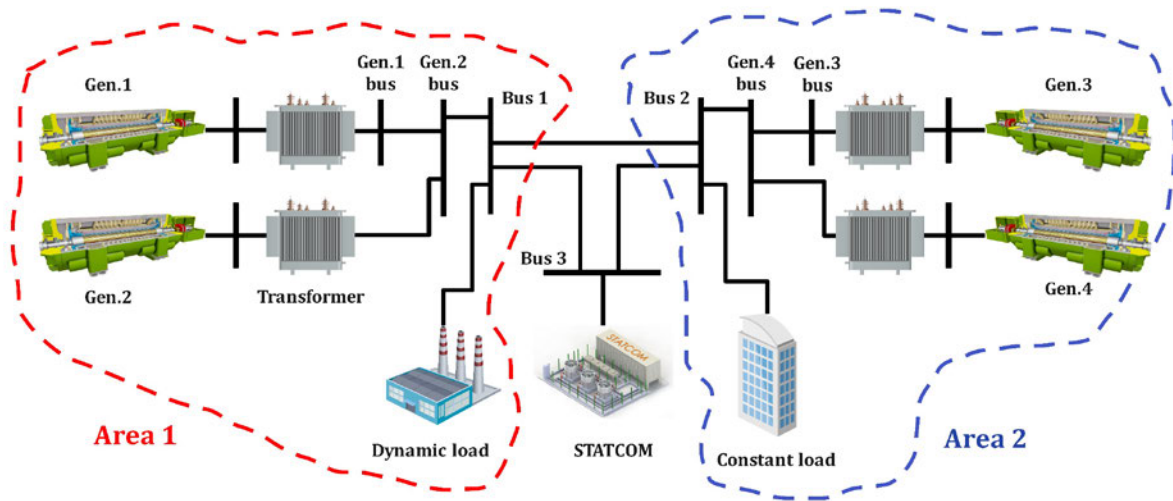 Gen.1
Gen.1
bus
Gen.2
bus
Bus 1
Bus 2
Gen.4
bus
Gen.3
bus
Gen.3
Gen.2
Transformer
Bus 3
Gen.4
STATCOM
Area 1
Dynamic load
STATCOM
Constant load
Area 2